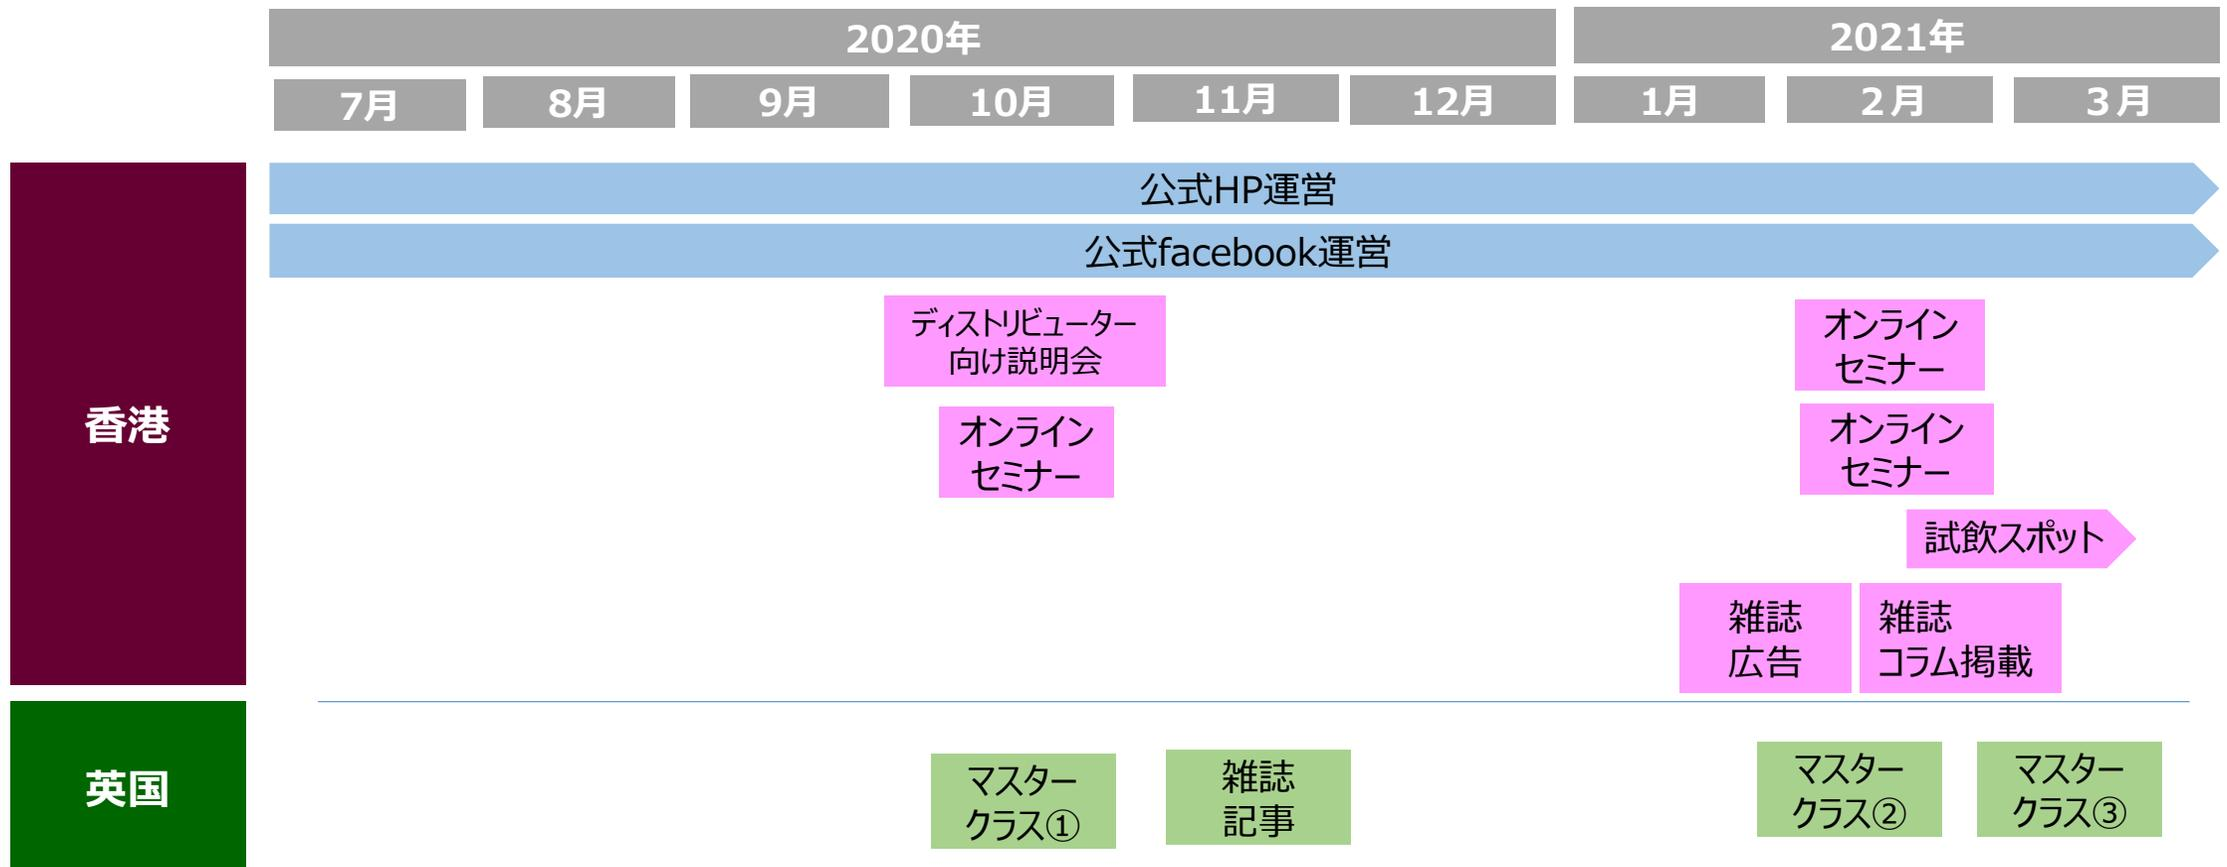 2020年
2021年
7月
8月
9月
10月
11月
12月
1月
２月
３月
香港
公式HP運営
公式facebook運営
ディストリビューター
向け説明会
オンライン
セミナー
オンライン
セミナー
オンライン
セミナー
試飲スポット
雑誌
広告
雑誌
コラム掲載
英国
マスター
クラス①
雑誌
記事
マスター
クラス②
マスター
クラス③